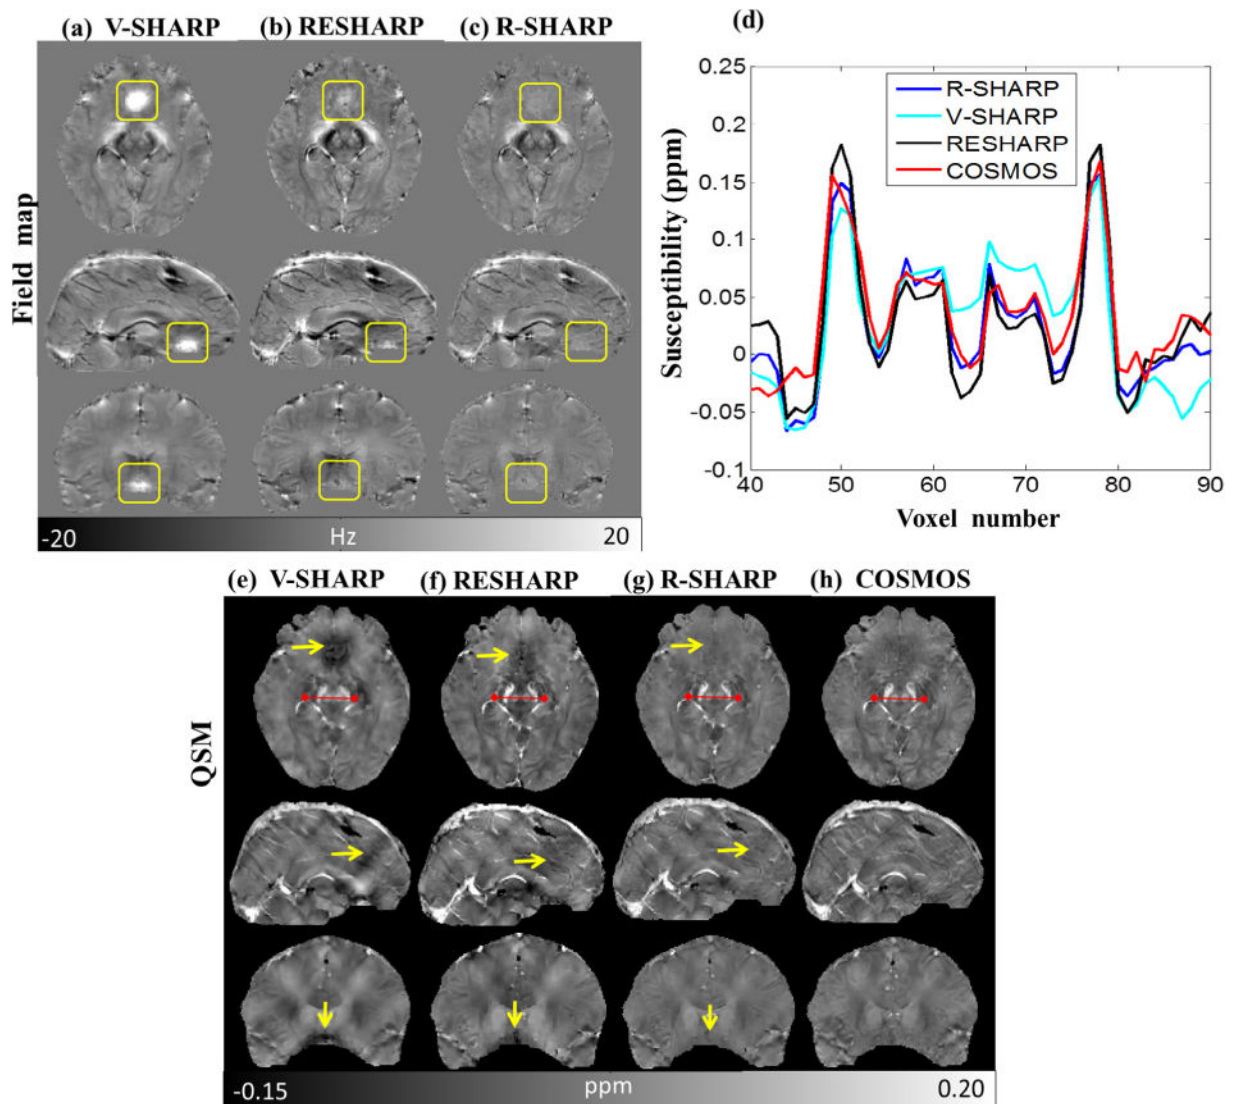 (a) V-SHARP (b) RESHARP (c) R-SHARP
Field map
-20 Hz 20
(d)
0.25
0.2
0.15
0.1
0.05
0
-0.05
-0.1
Susceptibility (ppm)
R-SHARP
V-SHARP
RESHARP
COSMOS
40 50 60 70 80 90
Voxel number
(e) V-SHARP (f) RESHARP (g) R-SHARP (h) COSMOS
QSM
-0.15 ppm 0.20